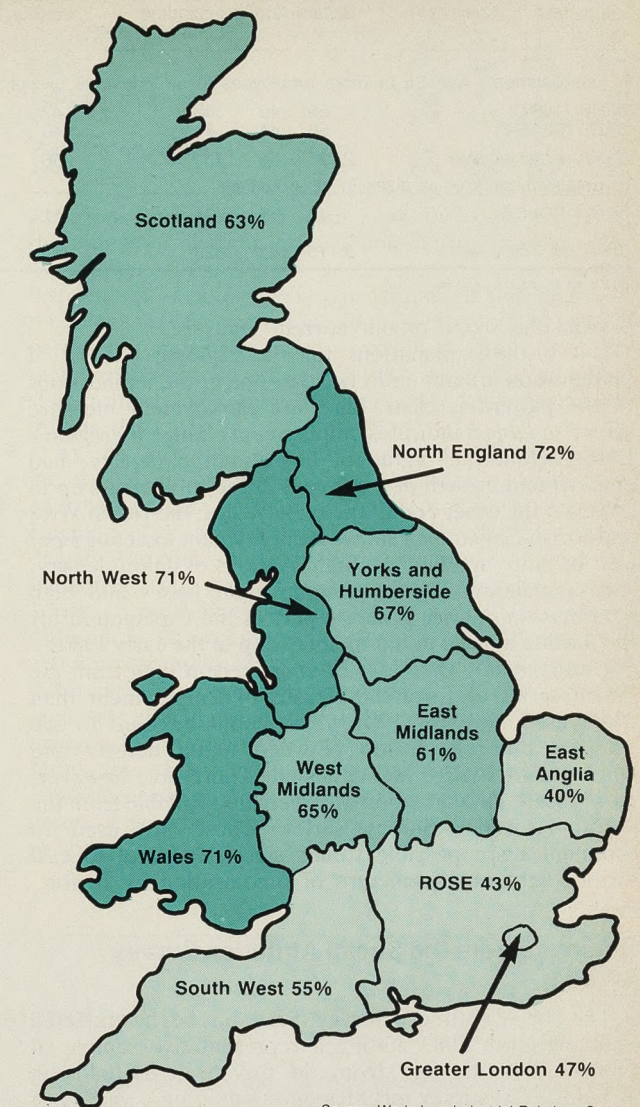 Scotland 63%
North England 72%
North West 71%
Yorks and
Humberside
67%
East
Midlands
61%
West
Midlands
65%
East
Anglia
40%
Wales 71%
ROSE 43%
South West 55%
Greater London 47%